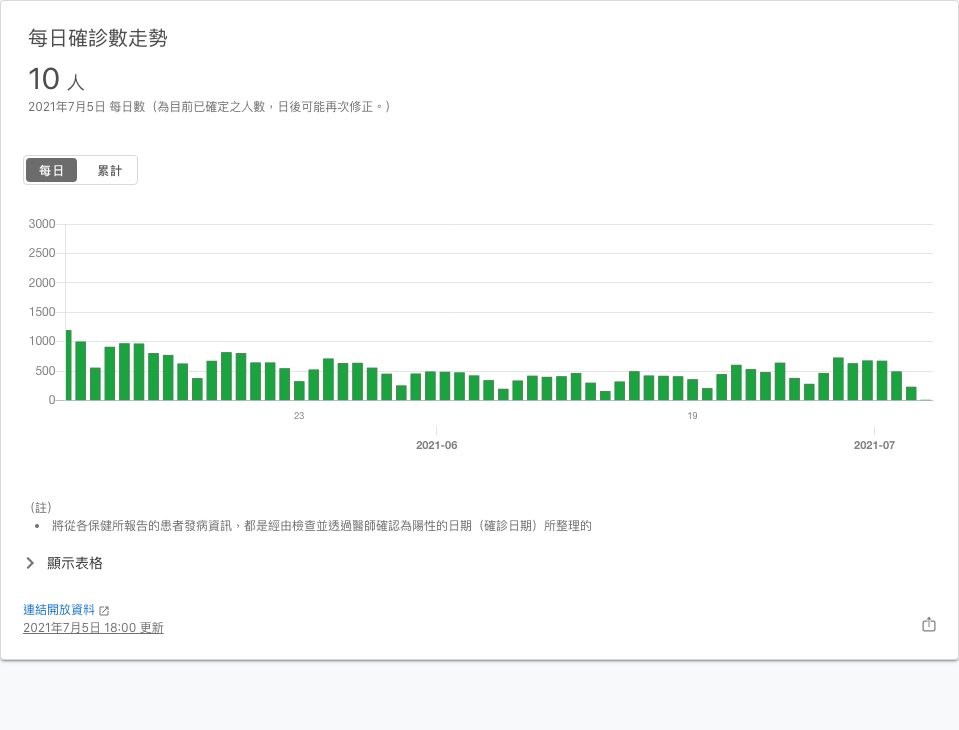 每日確診數走勢
10 人
2021年7月5日 每日數（為目前已確定之人數，日後可能再次修正。）
每日 累計
3000
2500
2000
1500
1000
500
0
23 19
2021-06 2021-07
（註）
• 將從各保健所報告的患者發病資訊，都是經由檢查並透過醫師確認為陽性的日期（確診日期）所整理的
顯示表格
連結開放資料
2021年7月5日 18:00 更新